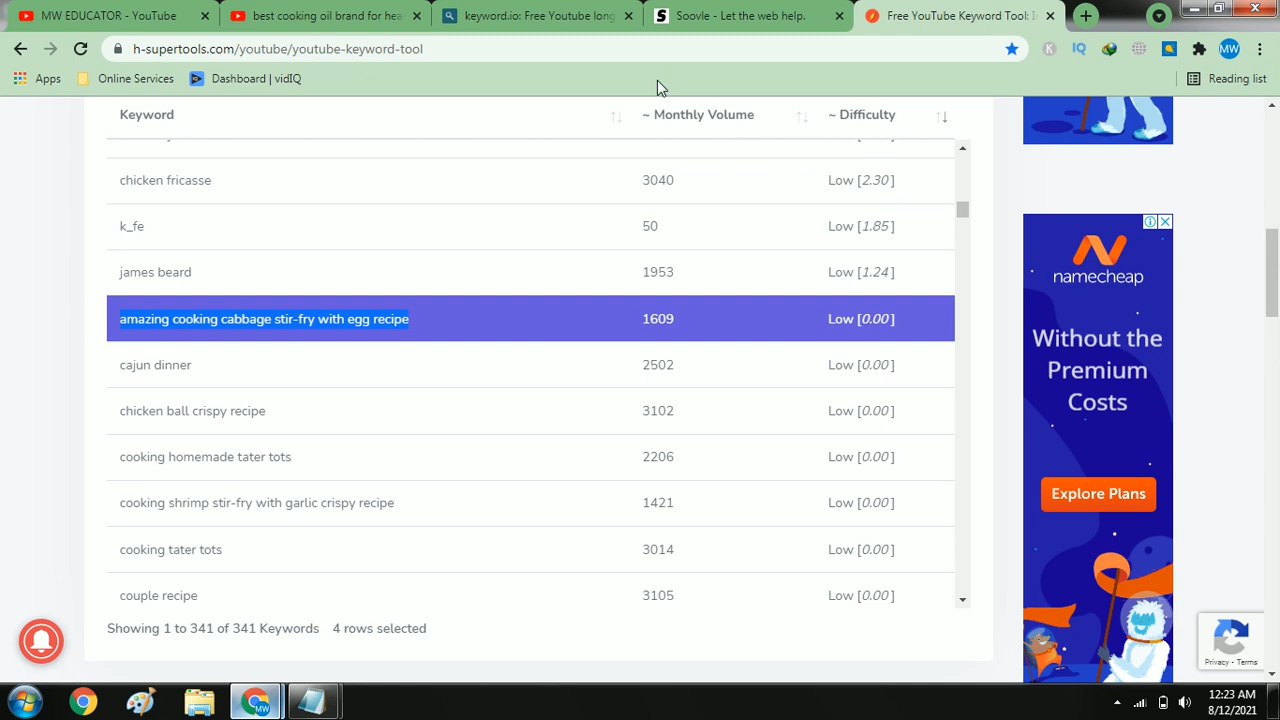 MW EDUCATOR - YouTube
best cooking oil brand for hea
keyword.io: Free Youtube long
S
Soovle - Let the web help.
Free YouTube Keyword Tool: In
h-supertools.com/youtube/youtube-keyword-tool
K
IQ
MW
Apps
Online Services
Dashboard | vidIQ
Reading list
Keyword
~ Monthly Volume
~ Difficulty
chicken fricasse
3040
Low [2.30]
k_fe
50
Low [1.85]
james beard
1953
Low [1.24]
amazing cooking cabbage stir-fry with egg recipe
1609
Low [0.00]
cajun dinner
2502
Low [0.00]
chicken ball crispy recipe
3102
Low [0.00]
cooking homemade tater tots
2206
Low [0.00]
cooking shrimp stir-fry with garlic crispy recipe
1421
Low [0.00]
cooking tater tots
3014
Low [0.00]
couple recipe
3105
Low [0.00]
Showing 1 to 341 of 341 Keywords
4 rows selected
namecheap
Without the
Premium
Costs
Explore Plans
Privacy - Terms
MW
12:23 AM
8/12/2021